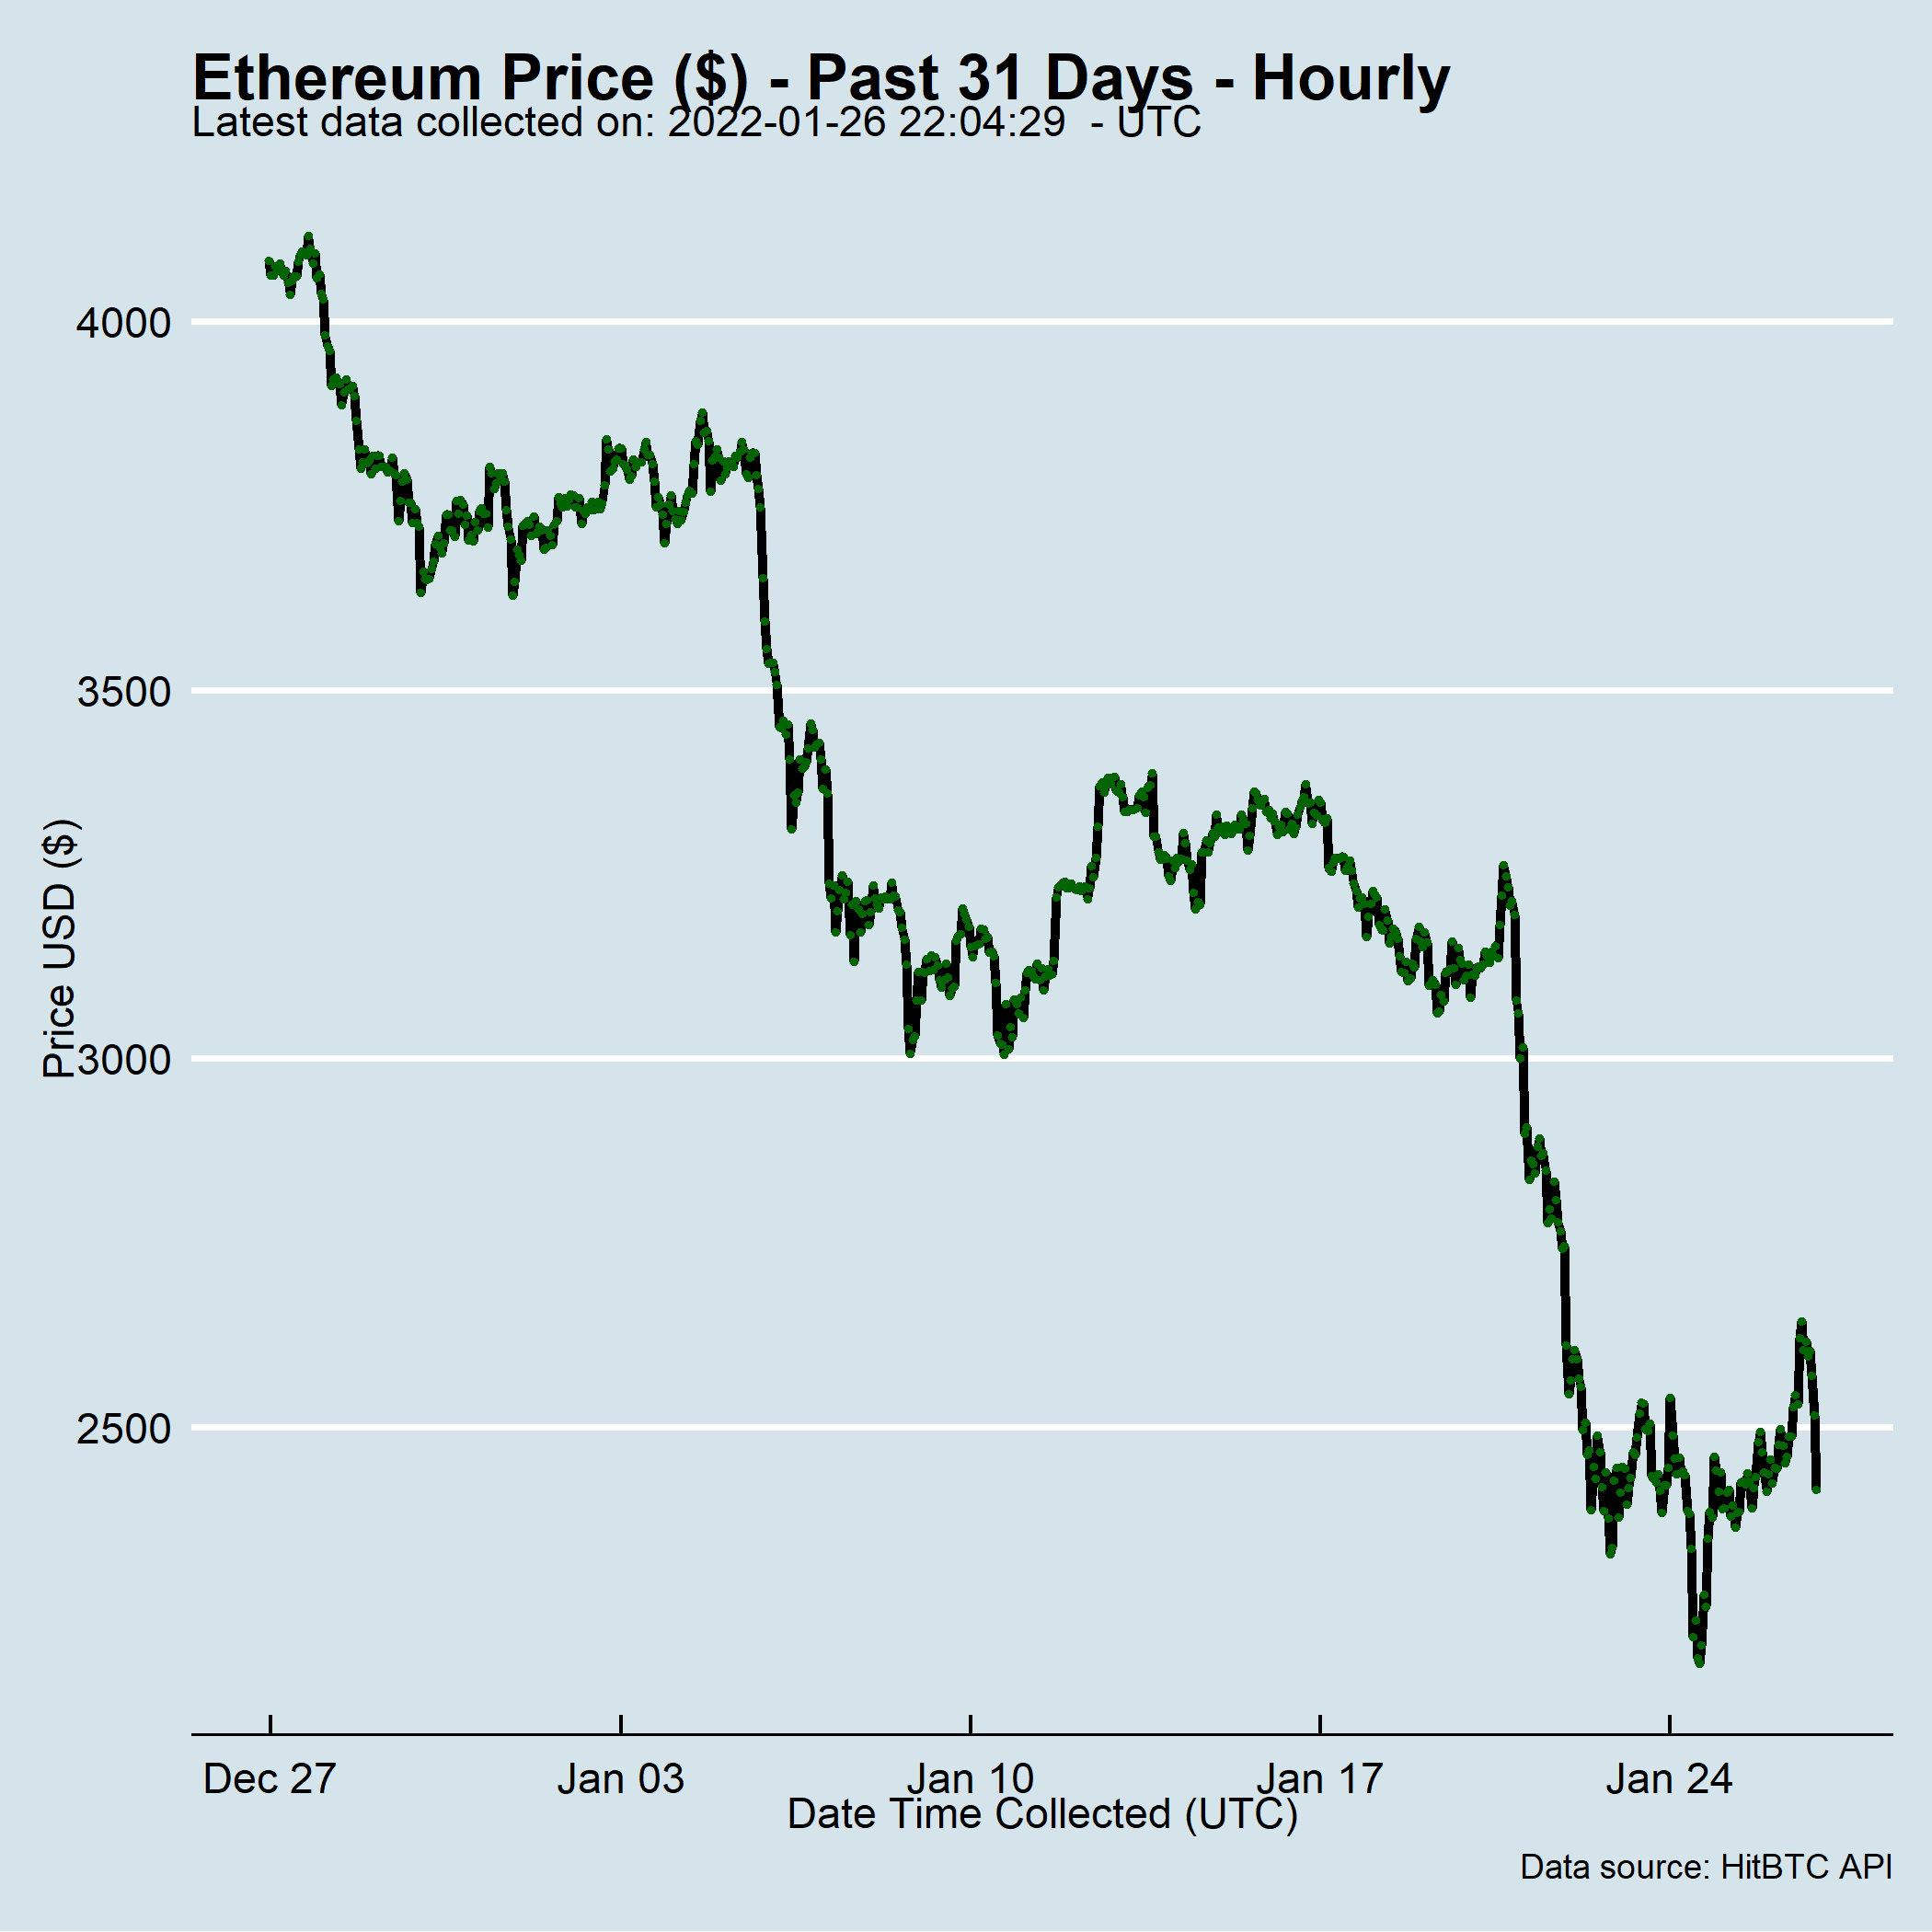 Ethereum Price ($) - Past 31 Days - Hourly
Latest data collected on: 2022-01-26 22:04:29  - UTC
Price USD ($)
4000
3500
3000
2500
Dec 27 Jan 03 Jan 10 Jan 17 Jan 24
Date Time Collected (UTC)
Data source: HitBTC API